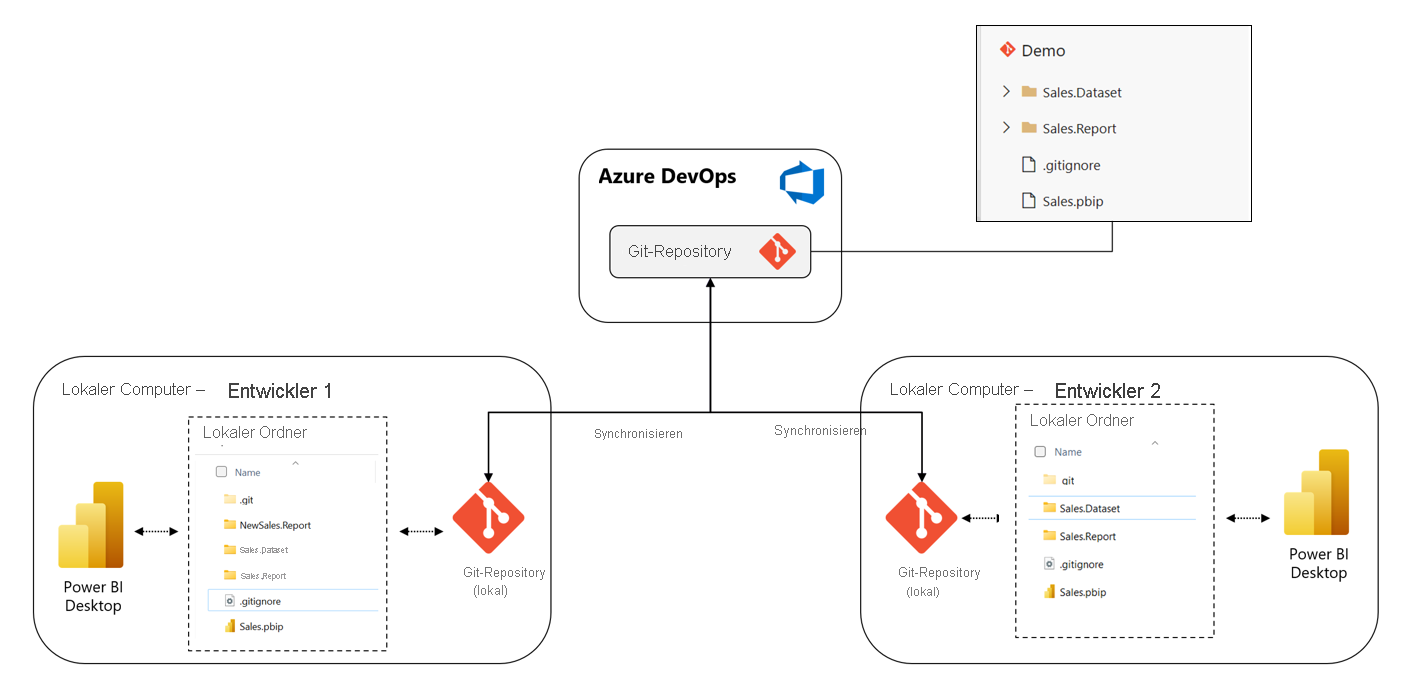 Demo
Sales.Dataset
Sales.Report
.gitignore
Sales.pbip
Azure DevOps
Git-Repository
Lokaler Computer – Entwickler 1
Lokaler Ordner
Name
.git
NewSales.Report
Sales.Dataset
Sales.Report
.gitignore
Sales.pbip
Power BI
Desktop
Git-Repository
(lokal)
Synchronisieren
Synchronisieren
Lokaler Computer – Entwickler 2
Lokaler Ordner
Name
.git
Sales.Dataset
Sales.Report
.gitignore
Sales.pbip
Git-Repository
(lokal)
Power BI
Desktop